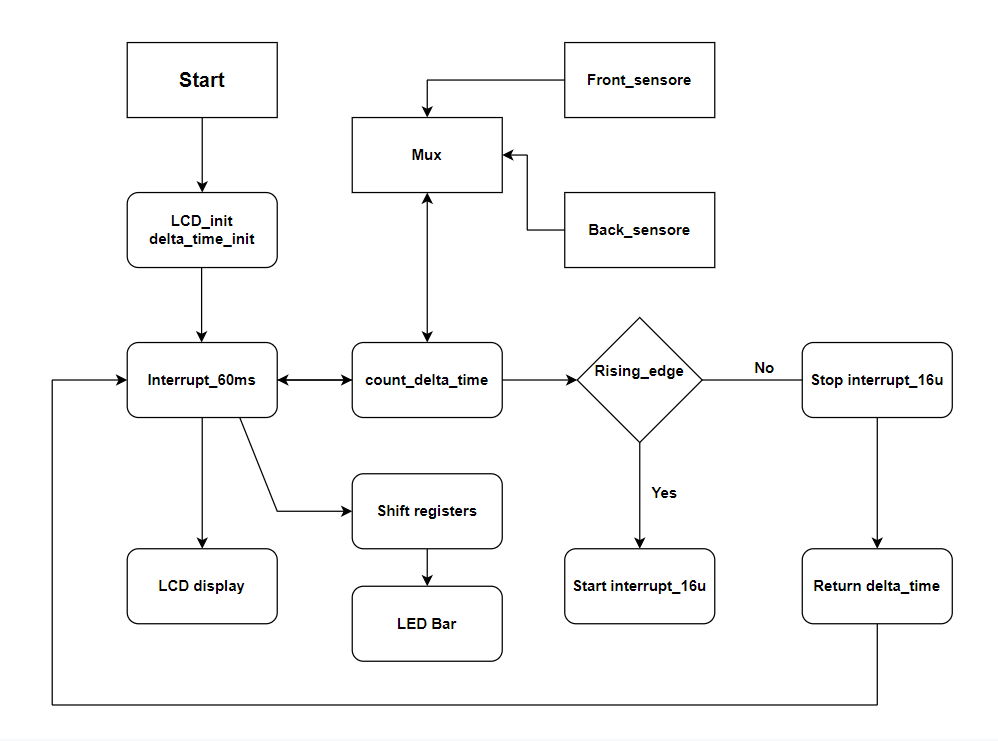 Start
Front_sensore
Mux
LCD_init
delta_time_init
Back_sensore
Interrupt_60ms
count_delta_time
Rising_edge
No
Stop interrupt_16u
Yes
Shift registers
LCD display
Start interrupt_16u
Return delta_time
LED Bar